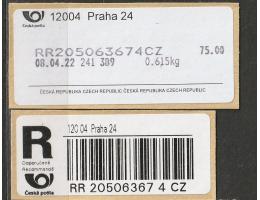 12004 Praha 24
Česká pošta
RR205063674CZ 75.00
08.04.22 241 389 0.615kg
ČESKÁ REPUBLIKA CZECH REPUBLIC ČESKÁ REPUBLIKA CZECH REPUBLIC
120 04 Praha 24
R
Doporučeně
Recommandé
Česká pošta
RR 20506367 4 CZ